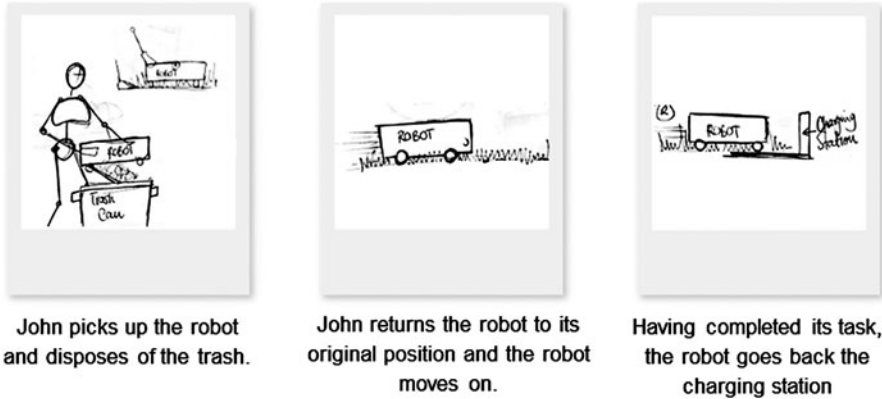 ROBOT
ROBOT
Trash
Can
ROBOT
(R)
ROBOT
Charging
Station
John picks up the robot
and disposes of the trash.
John returns the robot to its
original position and the robot
moves on.
Having completed its task,
the robot goes back the
charging station